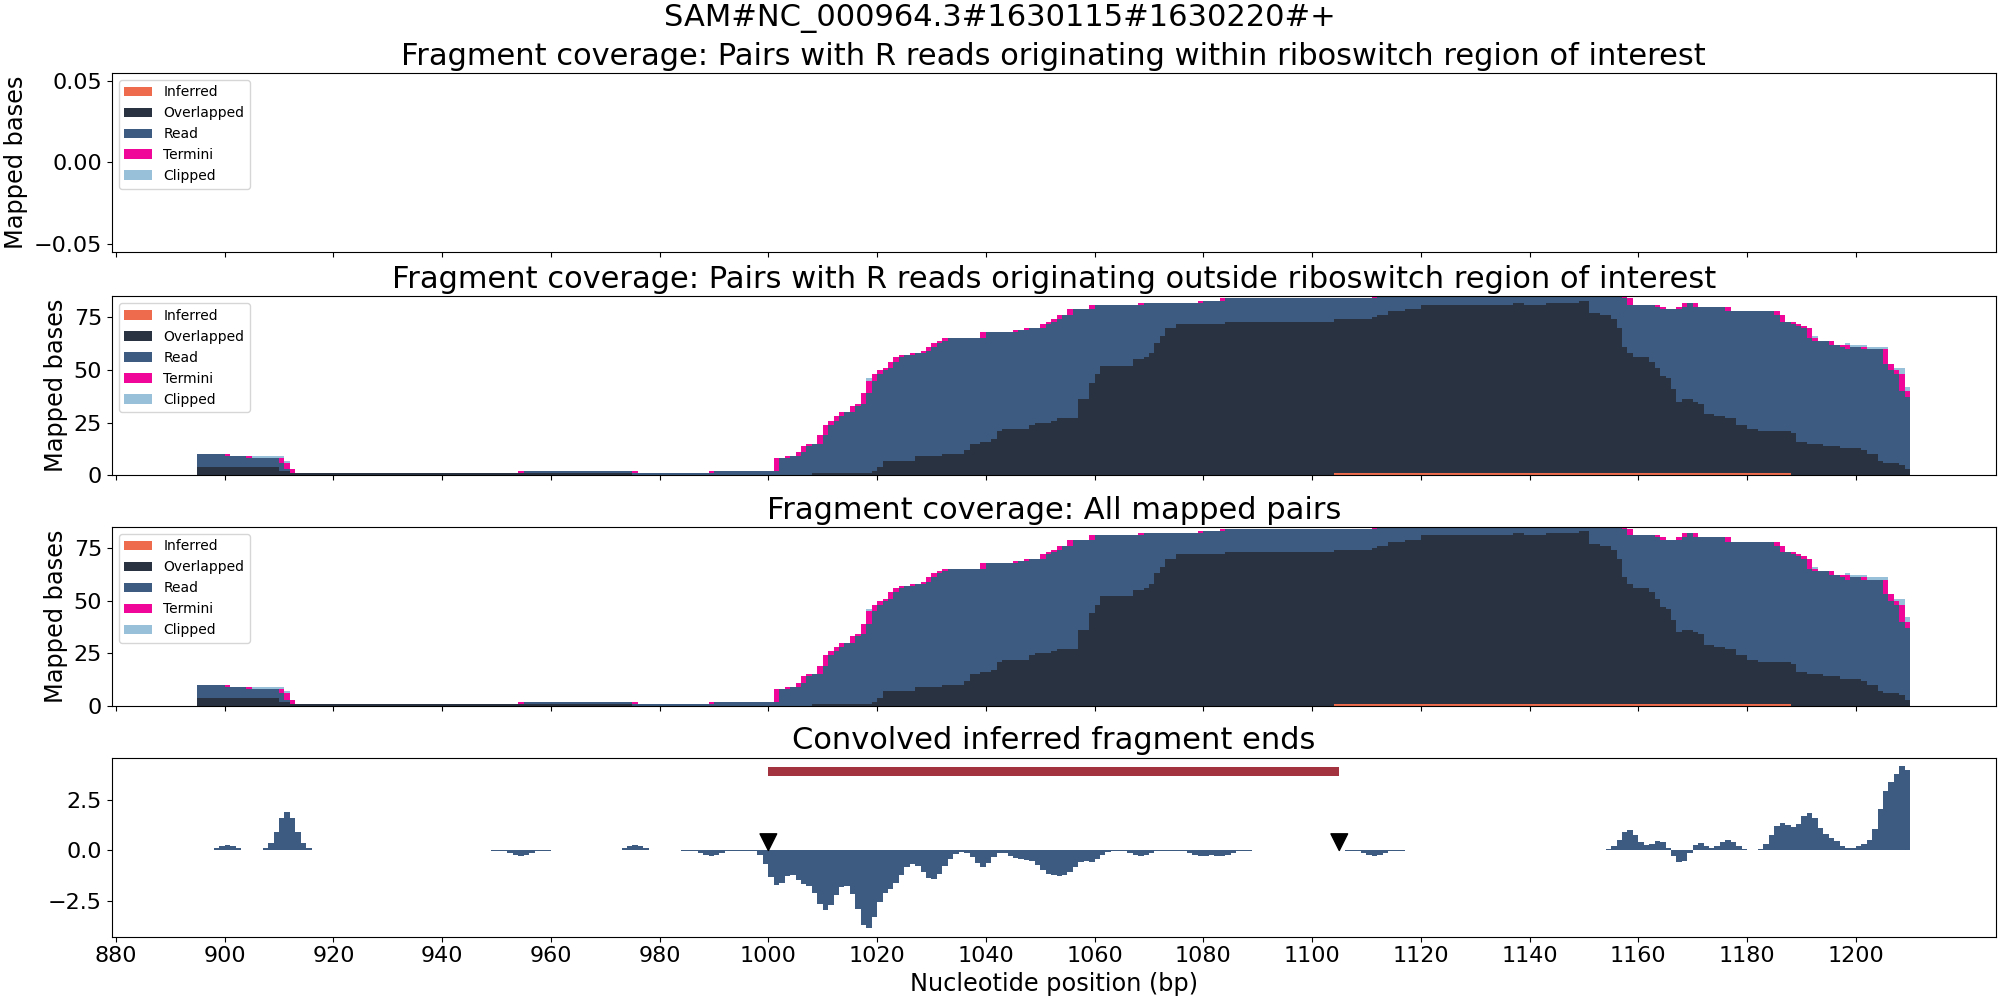 SAM#NC_000964.3#1630115#1630220#+
Fragment coverage: Pairs with R reads originating within riboswitch region of interest
Mapped bases
0.05
0.00
−0.05
Inferred
Overlapped
Read
Termini
Clipped
Fragment coverage: Pairs with R reads originating outside riboswitch region of interest
Mapped bases
75
50
25
0
Inferred
Overlapped
Read
Termini
Clipped
Fragment coverage: All mapped pairs
Mapped bases
75
50
25
0
Inferred
Overlapped
Read
Termini
Clipped
Convolved inferred fragment ends
2.5
0.0
−2.5
880 900 920 940 960 980 1000 1020 1040 1060 1080 1100 1120 1140 1160 1180 1200
Nucleotide position (bp)